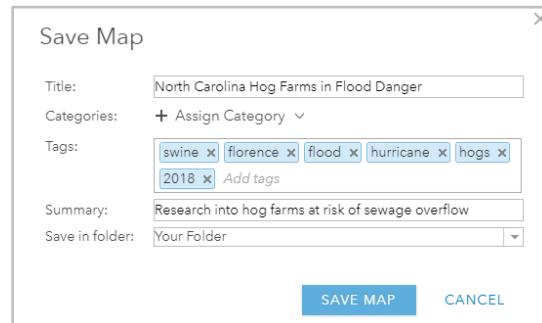 Save Map
Title: North Carolina Hog Farms in Flood Danger
Categories: + Assign Category
Tags: swine × florence × flood × hurricane × hogs ×
2018 × Add tags
Summary: Research into hog farms at risk of sewage overflow
Save in folder: Your Folder
SAVE MAP CANCEL